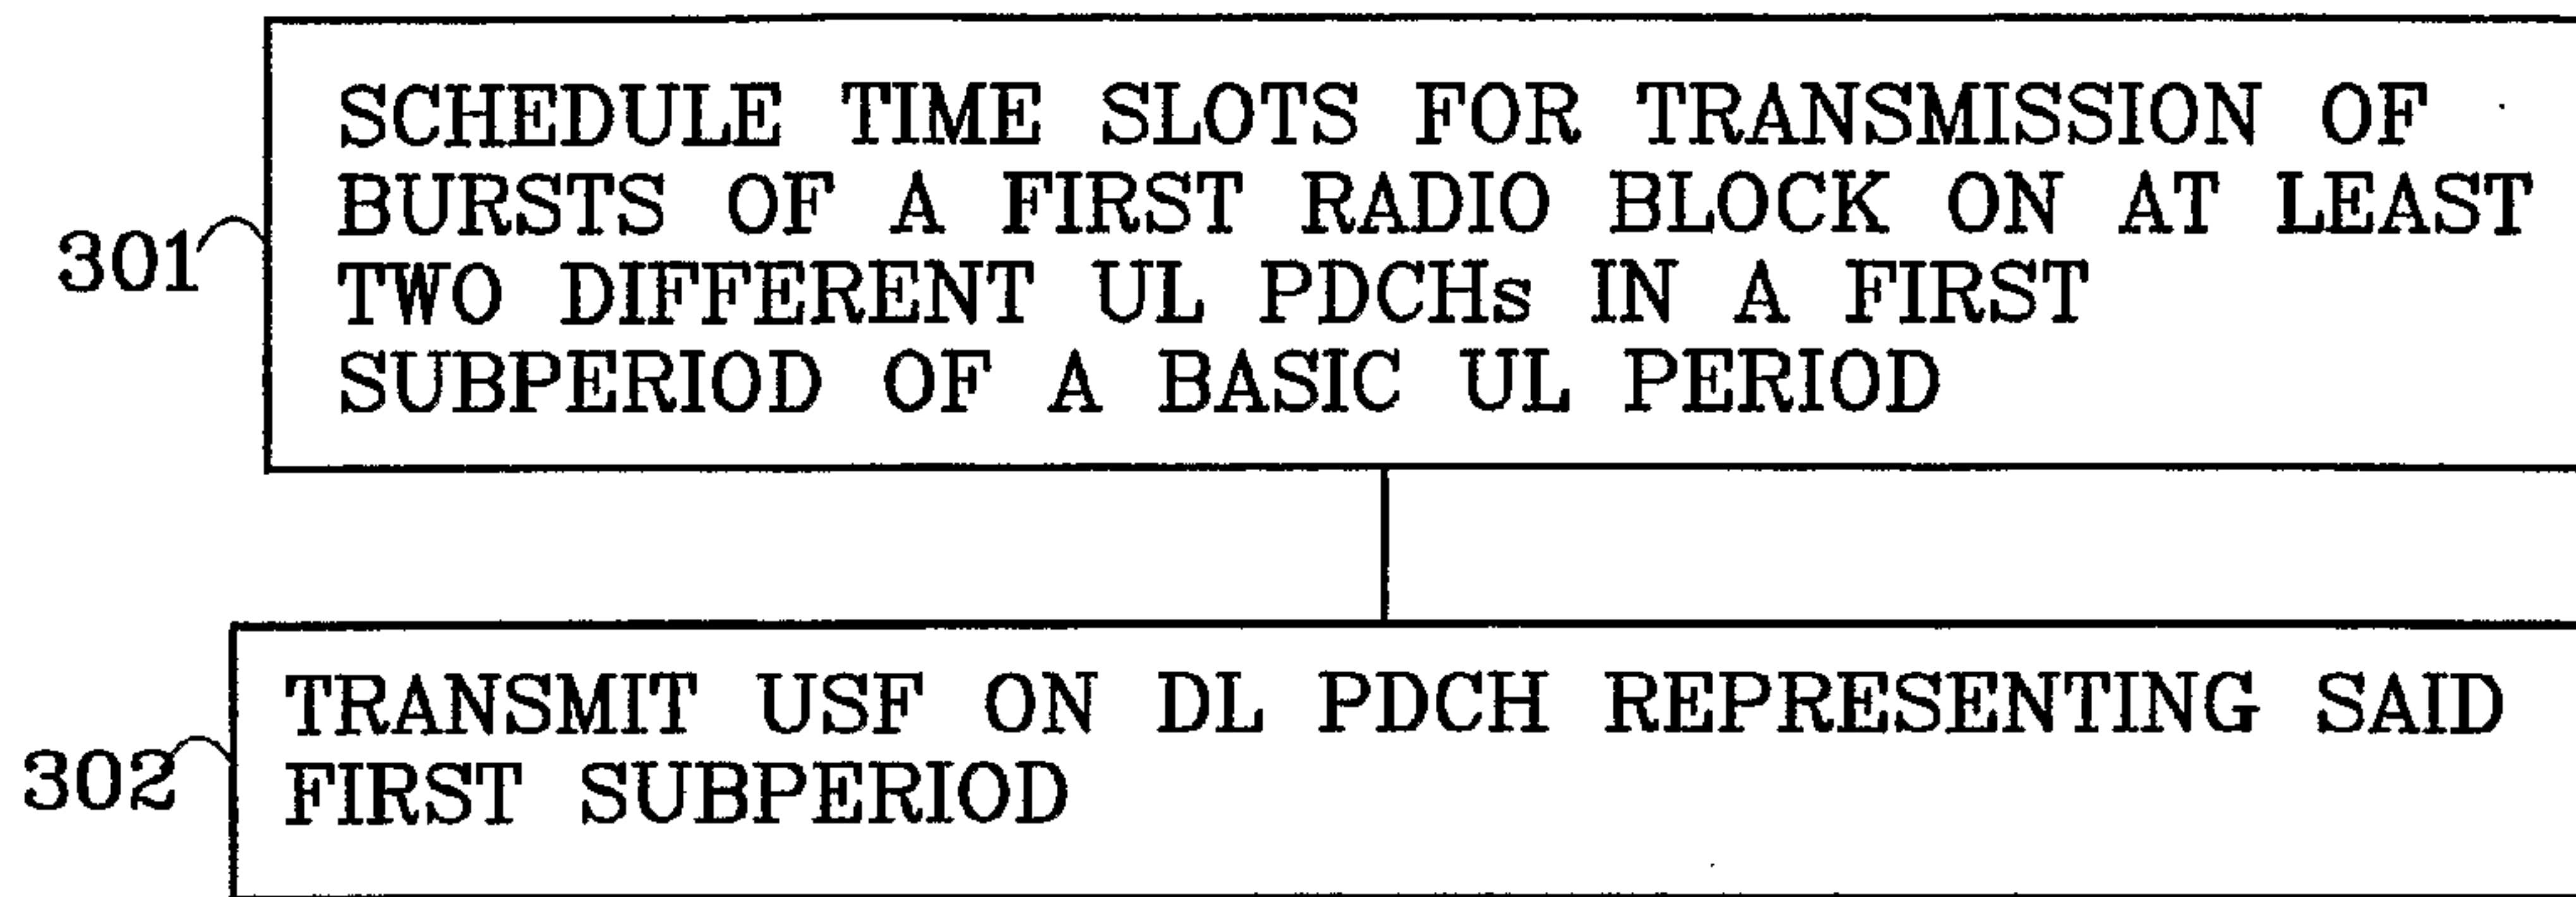 SCHEDULE TIME SLOTS FOR TRANSMISSION OF
BURSTS OF A FIRST RADIO BLOCK ON AT LEAST
301
TWO DIFFERENT UL PDCHs IN A FIRST
SUBPERIOD OF A BASIC UL PERIOD
TRANSMIT USF ON DL PDCH REPRESENTING SAID
302
FIRST SUBPERIOD